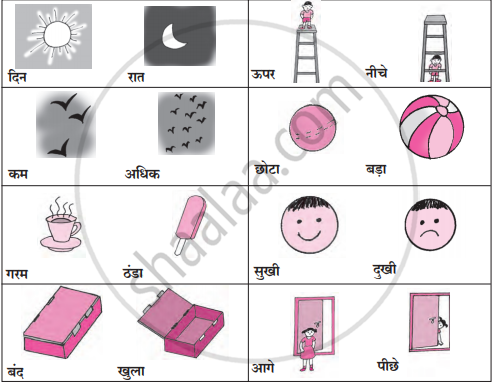 दिन रात ऊपर नीचे
कम अधिक छोटा बड़ा
गरम ठंडा सुखी दुखी
बंद खुला आगे पीछे
shaalaa.com